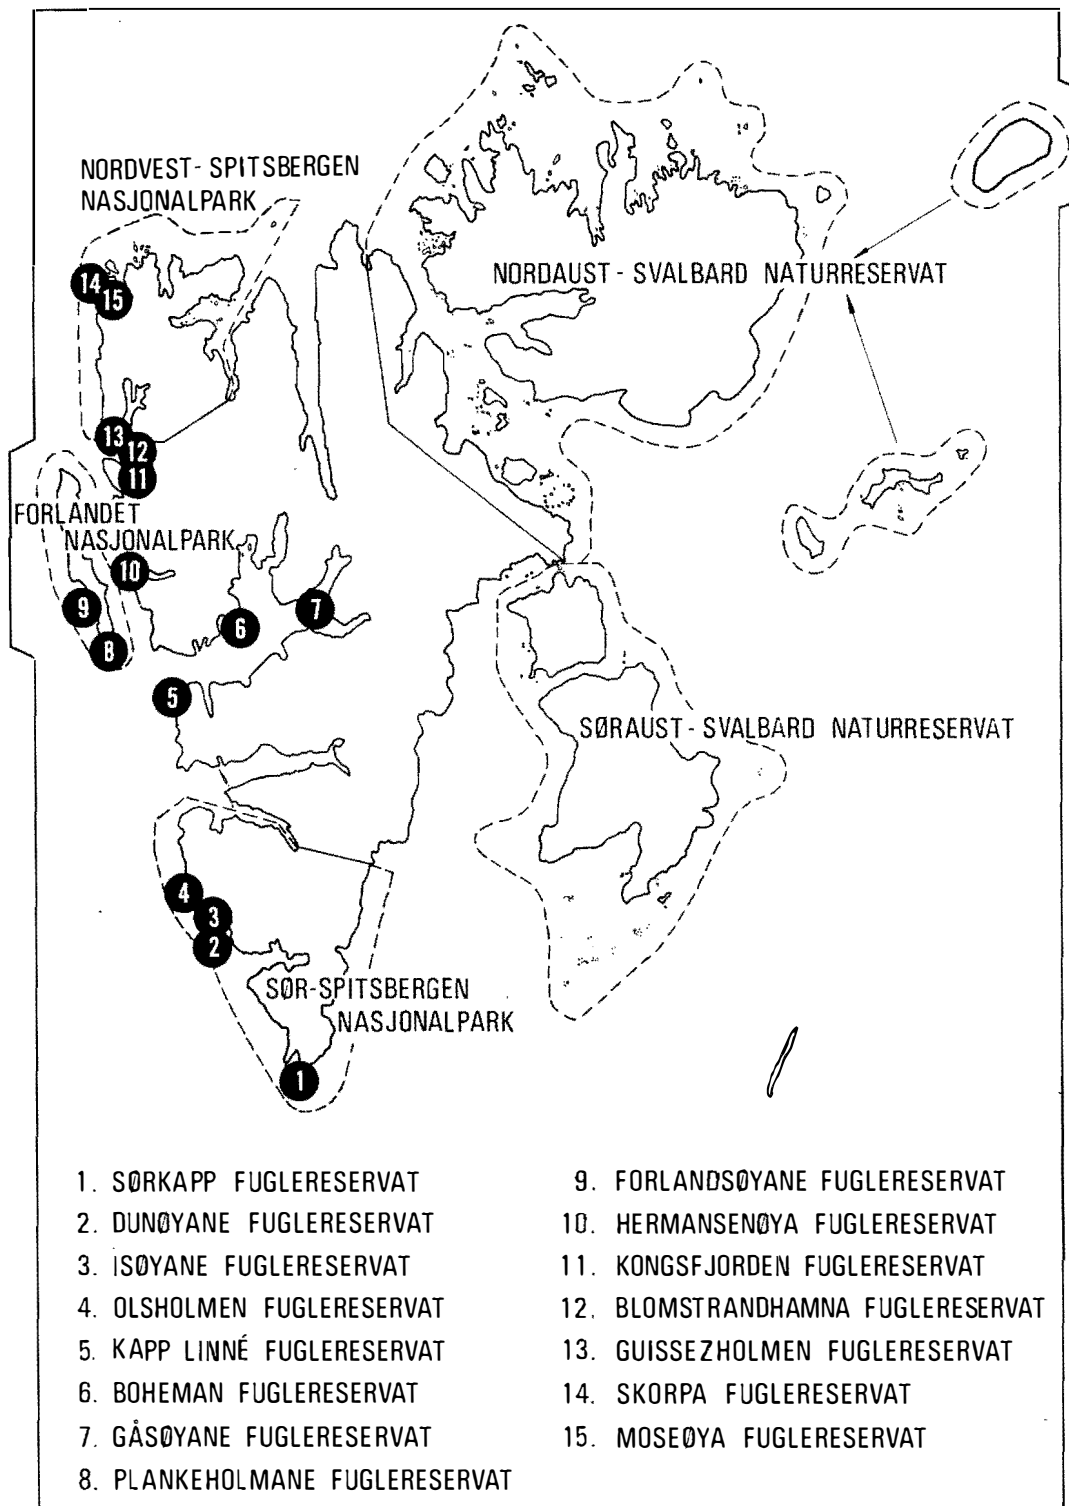 NORDVEST-SPITSBERGEN
NASJONALPARK
NORDAUST-SVALBARD NATURRESERVAT
14
15
13
12
11
FORLANDET
NASJONALPARK
10
9
8
7
6
5
SØRAUST-SVALBARD NATURRESERVAT
4
3
2
SØR-SPITSBERGEN
NASJONALPARK
1
1. SØRKAPP FUGLERESERVAT
2. DUNØYANE FUGLERESERVAT
3. ISØYANE FUGLERESERVAT
4. OLSHOLMEN FUGLERESERVAT
5. KAPP LINNÉ FUGLERESERVAT
6. BOHEMAN FUGLERESERVAT
7. GÅSØYANE FUGLERESERVAT
8. PLANKEHOLMANE FUGLERESERVAT
9. FORLANDSØYANE FUGLERESERVAT
10. HERMANSENØYA FUGLERESERVAT
11. KONGSFJORDEN FUGLERESERVAT
12. BLOMSTRANDHAMNA FUGLERESERVAT
13. GUISSEZHOLMEN FUGLERESERVAT
14. SKORPA FUGLERESERVAT
15. MOSEØYA FUGLERESERVAT